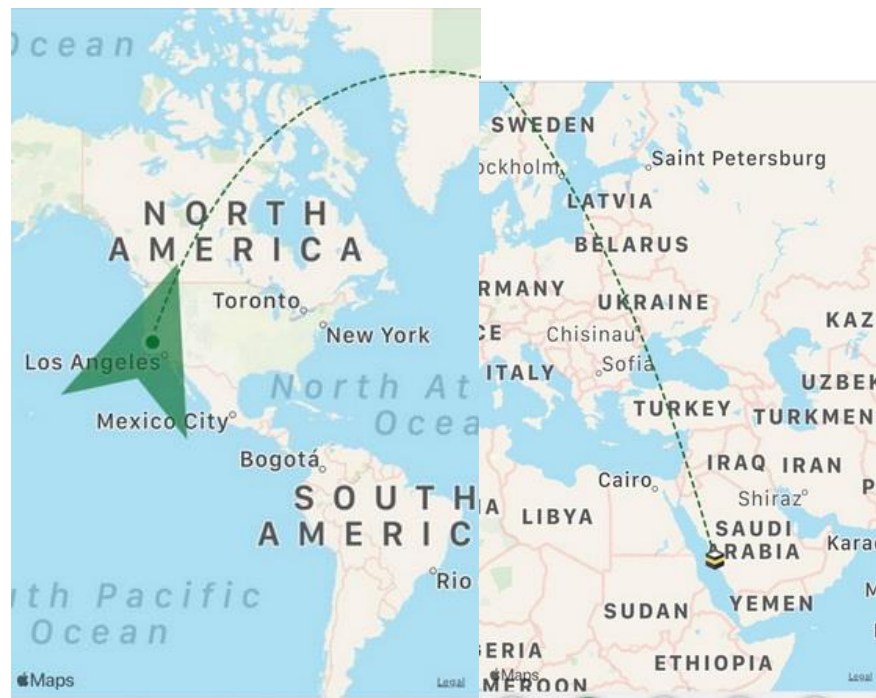 Ocean
NORTH
AMERICA
Toronto
New York
Los Angeles
North At
Ocea
Mexico City
Bogotá
SOUTH
AMERIC
Rio
th Pacific
Ocean
Maps
Legal
SWEDEN
ockholm
Saint Petersburg
LATVIA
BELARUS
RMANY
UKRAINE
CE
Chisinau
KAZ
ITALY
Sofia
UZBEK
TURKEY
TURKMEN
IRAQ
IRAN
Cairo
Shiraz
P
IA
LIBYA
SAUDI
ARABIA
Karac
M
SUDAN
YEMEN
ERIA
ETHIOPIA
Maps
MEROON
Legal